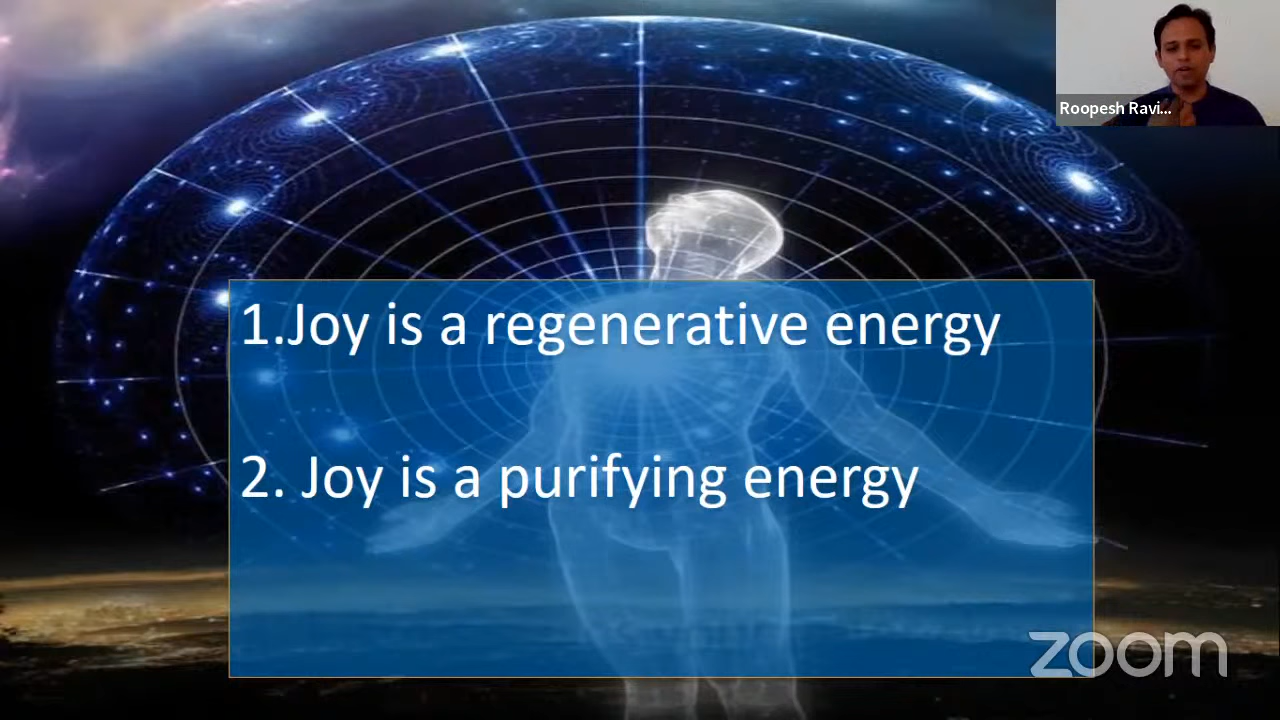 Roopesh Ravi...
1.Joy is a regenerative energy
2. Joy is a purifying energy
zoom